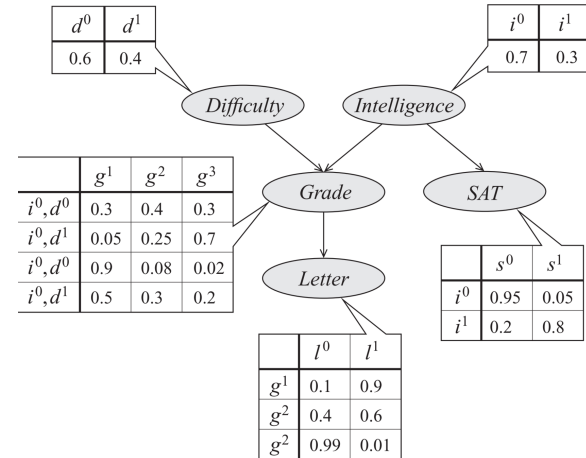 d⁰ d¹
0.6 0.4
i⁰ i¹
0.7 0.3
Difficulty
Intelligence
g¹ g² g³
i⁰,d⁰ 0.3 0.4 0.3
i⁰,d¹ 0.05 0.25 0.7
i⁰,d⁰ 0.9 0.08 0.02
i⁰,d¹ 0.5 0.3 0.2
Grade
SAT
s⁰ s¹
i⁰ 0.95 0.05
i¹ 0.2 0.8
Letter
l⁰ l¹
g¹ 0.1 0.9
g² 0.4 0.6
g² 0.99 0.01